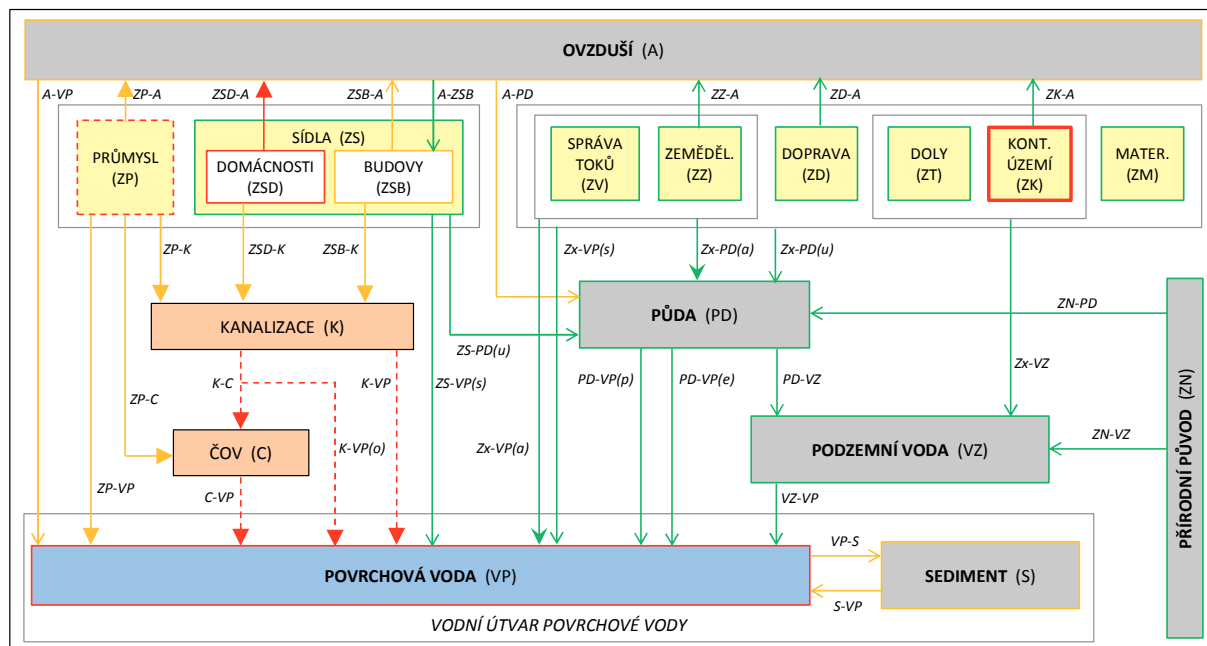 OVZDUŠÍ (A)
A-VP
ZP-A
ZSD-A
ZSB-A
A-ZSB
A-PD
ZZ-A
ZD-A
ZK-A
PRŮMYSL
(ZP)
SÍDLA (ZS)
DOMÁCNOSTI
(ZSD)
BUDOVY
(ZSB)
SPRÁVA
TOKŮ
(ZV)
ZEMĚDĚL.
(ZZ)
DOPRAVA
(ZD)
DOLY
(ZT)
KONT.
ÚZEMÍ
(ZK)
MATER.
(ZM)
ZP-K
ZSD-K
ZSB-K
Zx-VP(s)
Zx-PD(a)
Zx-PD(u)
KANALIZACE (K)
PŮDA (PD)
ZN-PD
ZS-PD(u)
K-C
K-VP
ZS-VP(s)
PD-VP(p)
PD-VP(e)
PD-VZ
Zx-VZ
ZP-C
ČOV (C)
K-VP(o)
Zx-VP(a)
PODZEMNÍ VODA (VZ)
ZN-VZ
PŘÍRODNÍ PŮVOD (ZN)
ZP-VP
C-VP
VZ-VP
POVRCHOVÁ VODA (VP)
VP-S
S-VP
SEDIMENT (S)
VODNÍ ÚTVAR POVRCHOVÉ VODY